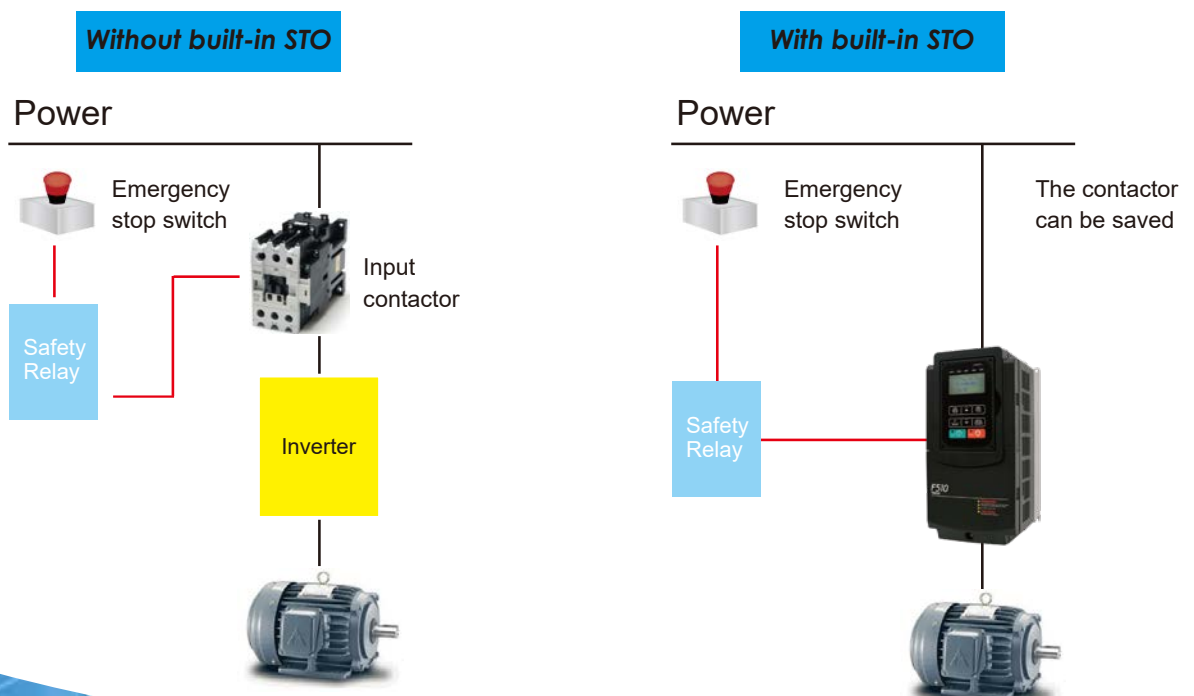 Without built-in STO
Power
Emergency
stop switch
Input
contactor
Safety
Relay
Inverter
With built-in STO
Power
Emergency
stop switch
The contactor
can be saved
Safety
Relay
F510